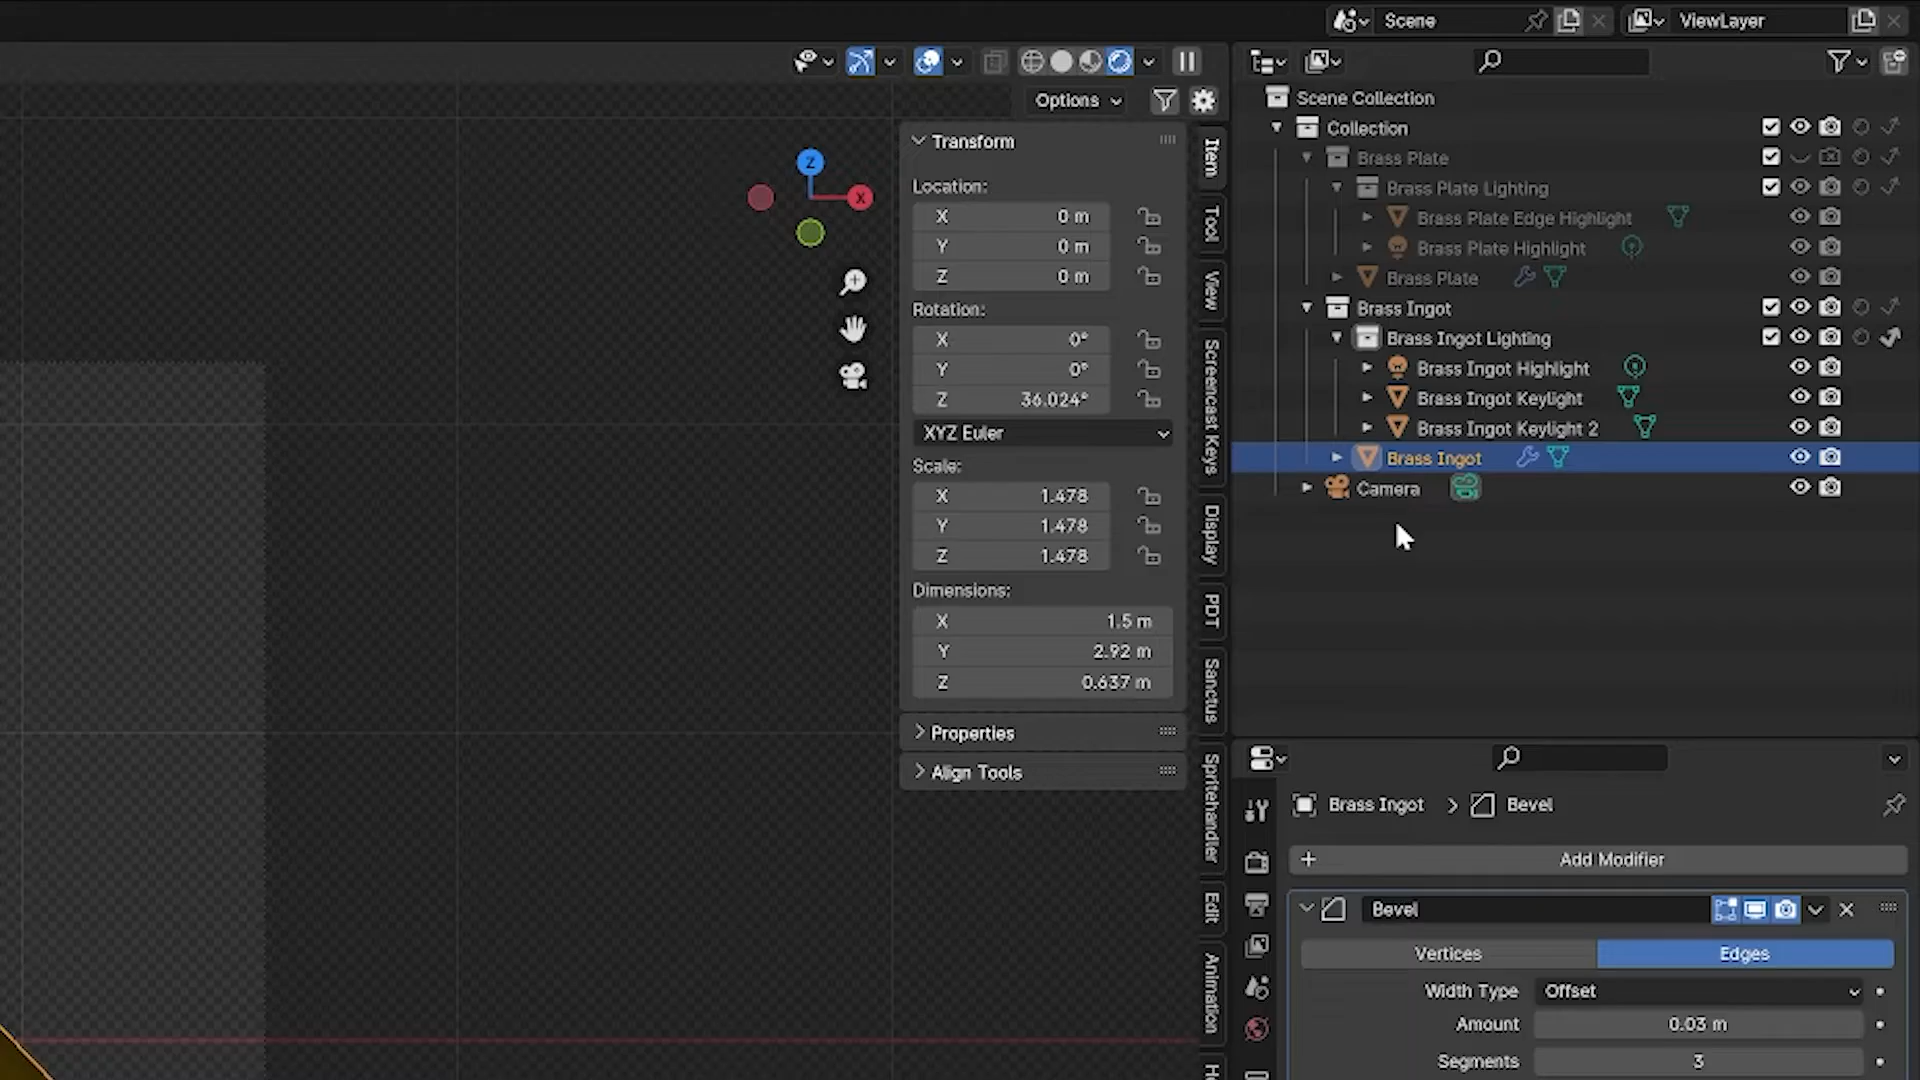 Scene
ViewLayer
Options
Scene Collection
Collection
Brass Plate
Brass Plate Lighting
Brass Plate Edge Highlight
Brass Plate Highlight
Brass Plate
Brass Ingot
Brass Ingot Lighting
Brass Ingot Highlight
Brass Ingot Keylight
Brass Ingot Keylight 2
Brass Ingot
Camera
Z
X
Transform
Location:
X 0 m
Y 0 m
Z 0 m
Rotation:
X 0°
Y 0°
Z 36.024°
XYZ Euler
Scale:
X 1.478
Y 1.478
Z 1.478
Dimensions:
X 1.5 m
Y 2.92 m
Z 0.637 m
Properties
Align Tools
Item
Tool
View
Screencast Keys
Display
PDT
Sanctus
Spritehandler
Edit
Animation
Brass Ingot > Bevel
Add Modifier
Bevel
Vertices Edges
Width Type Offset
Amount 0.03 m
Segments 3